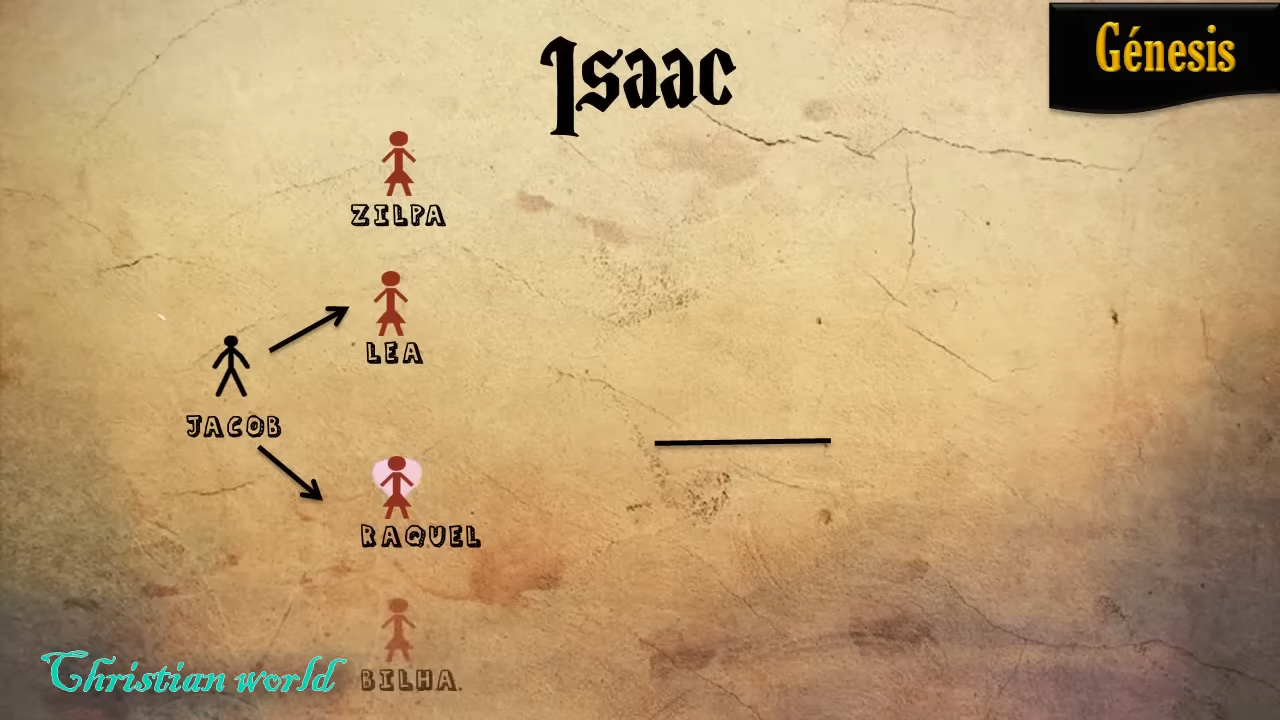 Isaac
Génesis
ZILPA
LEA
JACOB
RAQUEL
BILHA.
Christian world